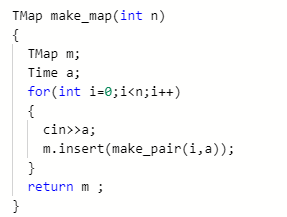 TMap make_map(int n)
{
TMap m;
Time a;
for(int i=0;i<n;i++)
{
cin>>a;
m.insert(make_pair(i,a));
}
return m ;
}